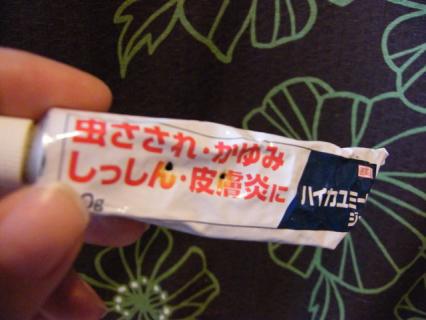 虫さされ・かゆみ
しっしん・皮膚炎に
0g
ハイカユミー